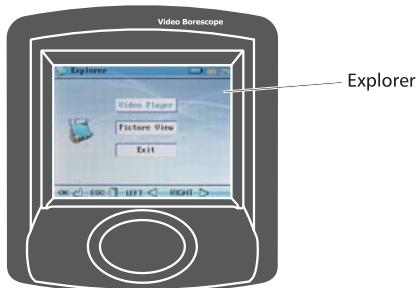 Video Borescope
Explorer
Explorer
Video Player
Picture View
Exit
OK ESC LEFT RIGHT